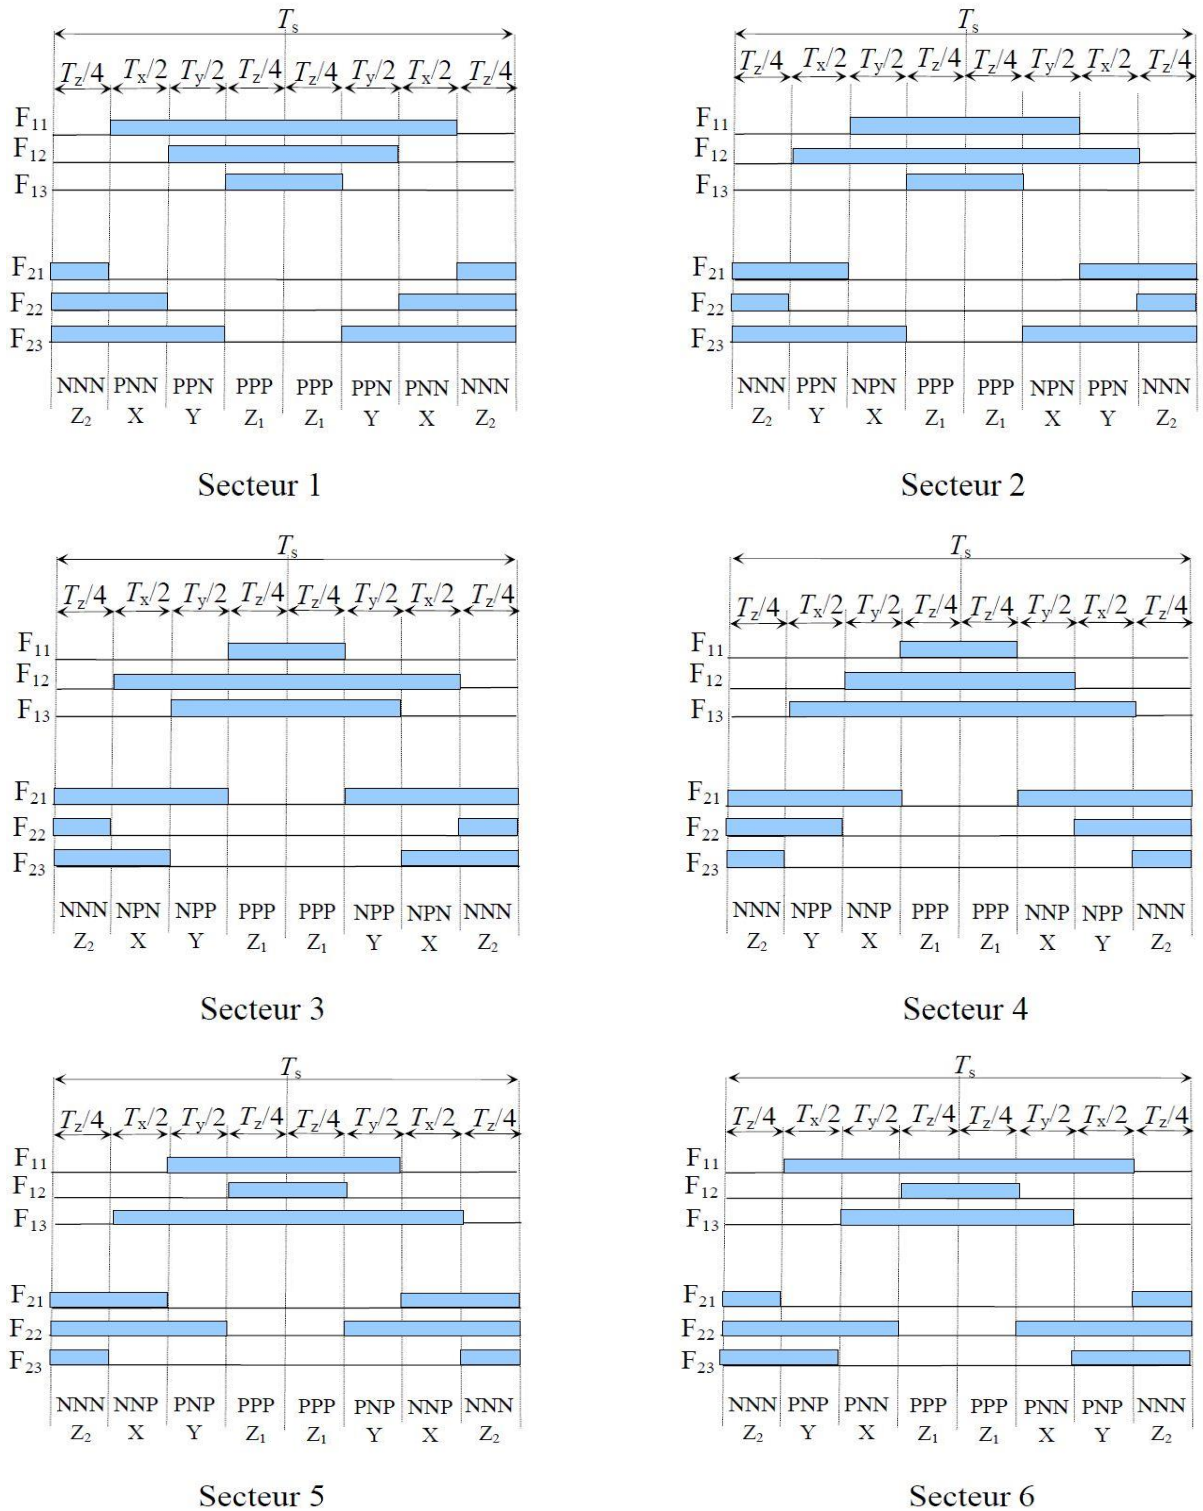 Ts
Tz/4 Tx/2 Ty/2 Tz/4 Tz/4 Ty/2 Tx/2 Tz/4
F11
F12
F13
F21
F22
F23
NNN PNN PPN PPP PPP PPN PNN NNN
Z2 X Y Z1 Z1 Y X Z2
Secteur 1
Ts
Tz/4 Tx/2 Ty/2 Tz/4 Tz/4 Ty/2 Tx/2 Tz/4
F11
F12
F13
F21
F22
F23
NNN PPN NPN PPP PPP NPN PPN NNN
Z2 Y X Z1 Z1 X Y Z2
Secteur 2
Ts
Tz/4 Tx/2 Ty/2 Tz/4 Tz/4 Ty/2 Tx/2 Tz/4
F11
F12
F13
F21
F22
F23
NNN NPN NPP PPP PPP NPP NPN NNN
Z2 X Y Z1 Z1 Y X Z2
Secteur 3
Ts
Tz/4 Tx/2 Ty/2 Tz/4 Tz/4 Ty/2 Tx/2 Tz/4
F11
F12
F13
F21
F22
F23
NNN NPP NNP PPP PPP NNP NPP NNN
Z2 Y X Z1 Z1 X Y Z2
Secteur 4
Ts
Tz/4 Tx/2 Ty/2 Tz/4 Tz/4 Ty/2 Tx/2 Tz/4
F11
F12
F13
F21
F22
F23
NNN NNP PNP PPP PPP PNP NNP NNN
Z2 X Y Z1 Z1 Y X Z2
Secteur 5
Ts
Tz/4 Tx/2 Ty/2 Tz/4 Tz/4 Ty/2 Tx/2 Tz/4
F11
F12
F13
F21
F22
F23
NNN PNP PNN PPP PPP PNN PNP NNN
Z2 Y X Z1 Z1 X Y Z2
Secteur 6